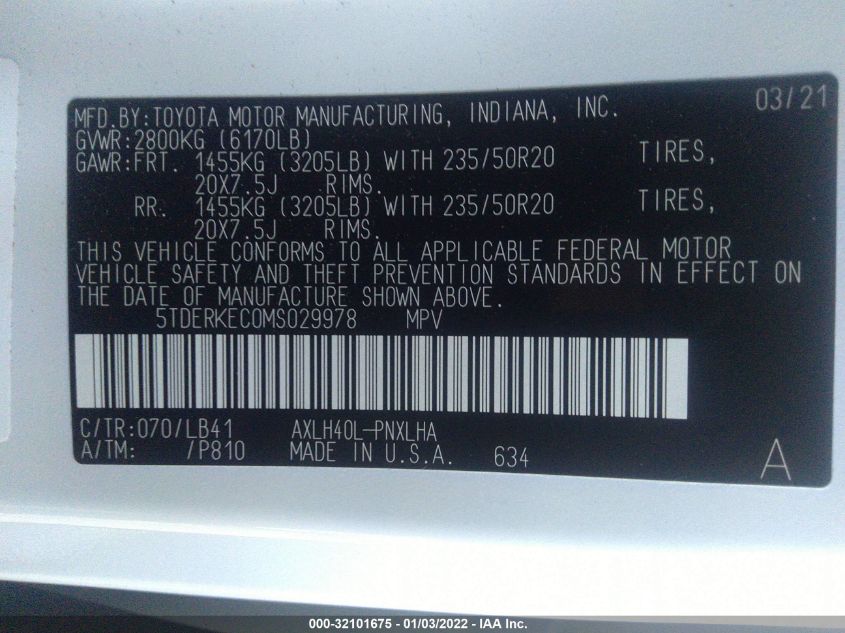 03/21
MFD.BY:TOYOTA MOTOR MANUFACTURING, INDIANA, INC.
GVWR:2800KG (6170LB)
GAWR:FRT. 1455KG (3205LB) WITH 235/50R20 TIRES,
20X7.5J RIMS.
RR. 1455KG (3205LB) WITH 235/50R20 TIRES,
20X7.5J RIMS.
THIS VEHICLE CONFORMS TO ALL APPLICABLE FEDERAL MOTOR
VEHICLE SAFETY AND THEFT PREVENTION STANDARDS IN EFFECT ON
THE DATE OF MANUFACTURE SHOWN ABOVE.
5TDERKEC0MS029978 MPV
C/TR:070/LB41 AXLH40L-PNXLHA
A/TM: /P810 MADE IN U.S.A. 634
A
000-32101675 - 01/03/2022 - IAA Inc.